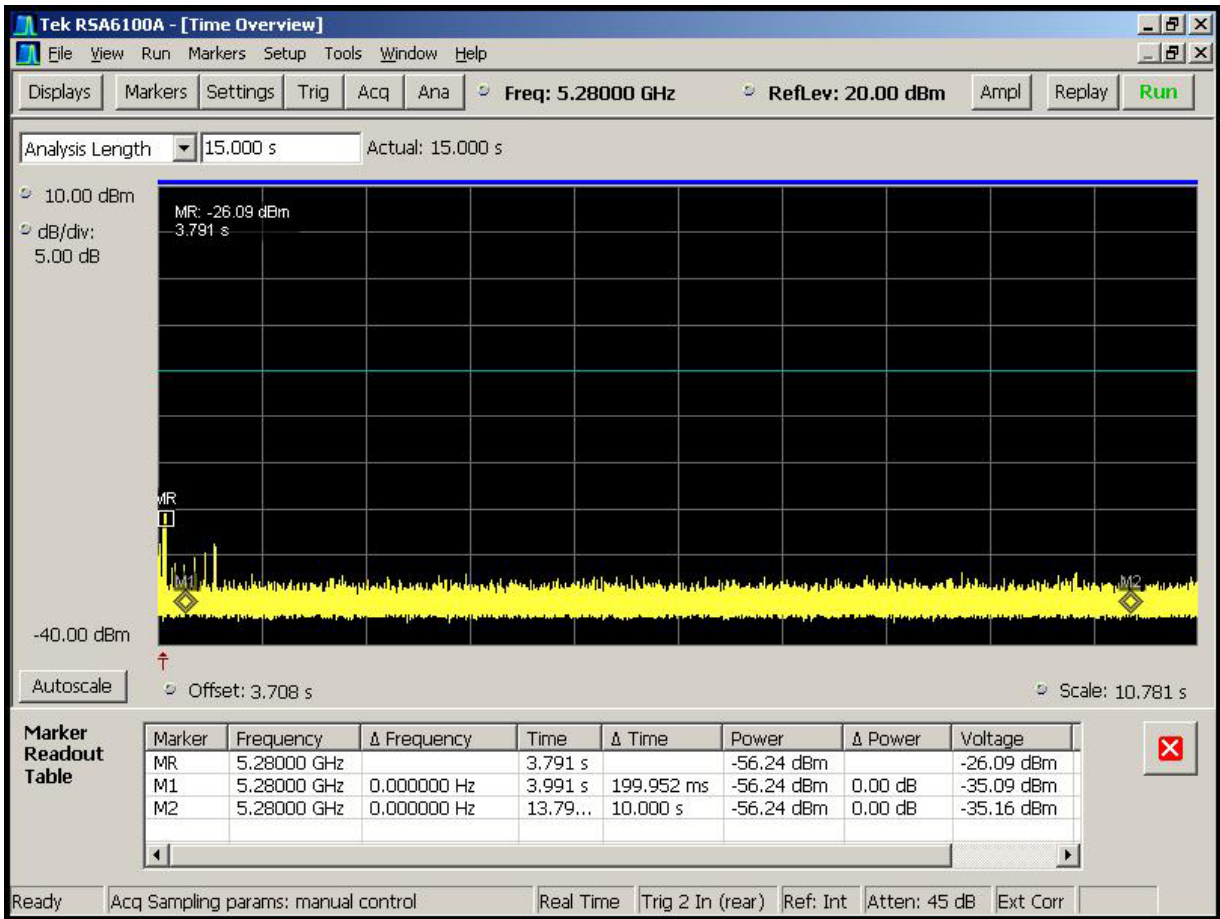 Tek RSA6100A - [Time Overview]
File View Run Markers Setup Tools Window Help
Displays Markers Settings Trig Acq Ana Freq: 5.28000 GHz RefLev: 20.00 dBm Ampl Replay Run
Analysis Length 15.000 s Actual: 15.000 s
10.00 dBm
dB/div:
5.00 dB
MR: -26.09 dBm
3.791 s
MR
M1
M2
-40.00 dBm
Autoscale Offset: 3.708 s Scale: 10.781 s
Marker
Readout
Table
Marker Frequency Δ Frequency Time Δ Time Power Δ Power Voltage
MR 5.28000 GHz 3.791 s -56.24 dBm -26.09 dBm
M1 5.28000 GHz 0.000000 Hz 3.991 s 199.952 ms -56.24 dBm 0.00 dB -35.09 dBm
M2 5.28000 GHz 0.000000 Hz 13.79... 10.000 s -56.24 dBm 0.00 dB -35.16 dBm
Ready Acq Sampling params: manual control Real Time Trig 2 In (rear) Ref: Int Atten: 45 dB Ext Corr